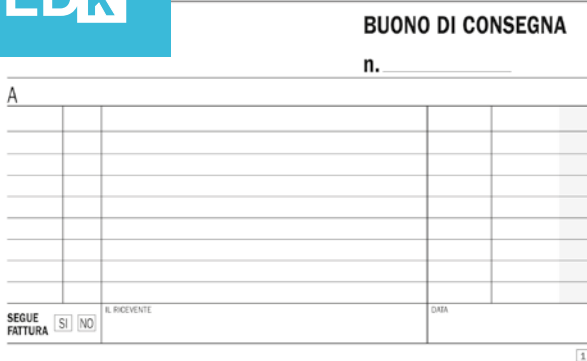 EDK
BUONO DI CONSEGNA
n.
A
SEGUE FATTURA SI NO
IL RICEVENTE
DATA
1